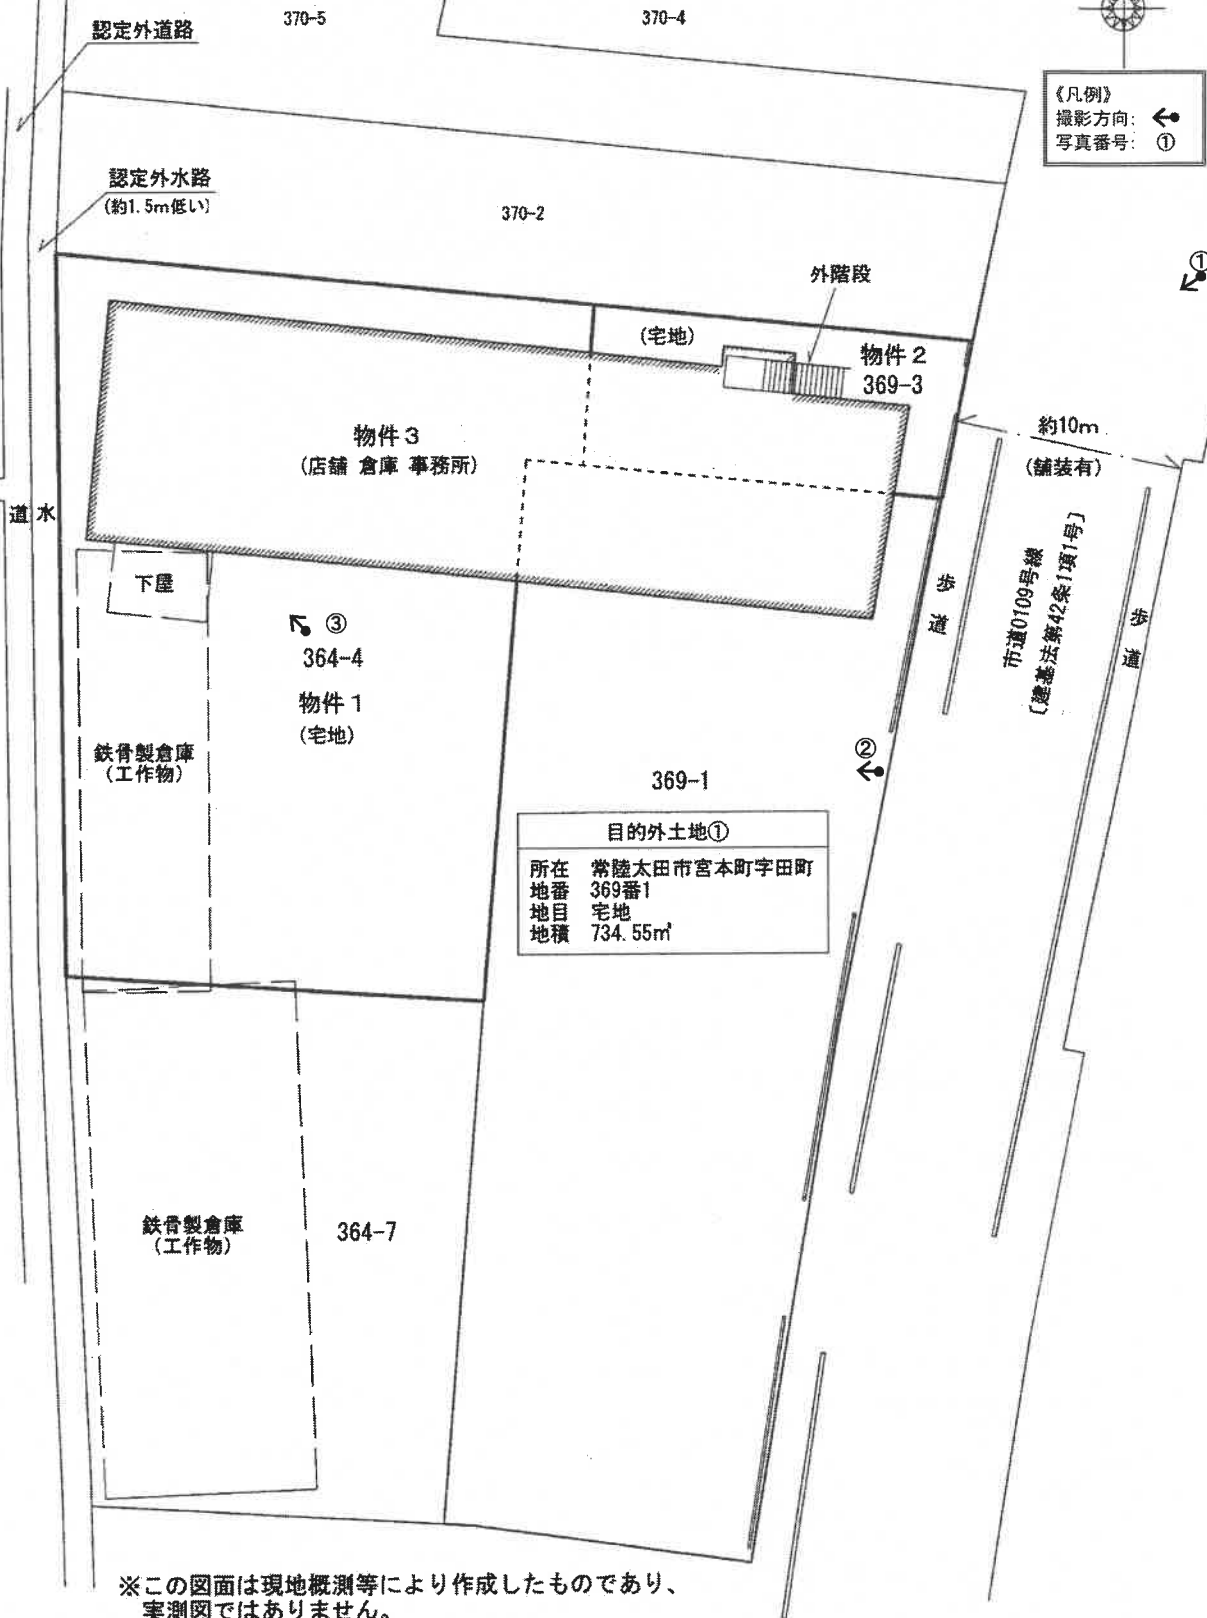 370-5
370-4
認定外道路
《凡例》
撮影方向:
写真番号: ①
認定外水路
(約1.5m低い)
370-2
①
外階段
(宅地)
物件2
369-3
約10m
(舗装有)
物件3
(店舗 倉庫 事務所)
道 水
下屋
歩道
市道0109号線
〔建基法第42条1項1号〕
歩道
③
364-4
物件1
(宅地)
鉄骨製倉庫
(工作物)
②
369-1
目的外土地①
所在 常陸太田市宮本町字田町
地番 369番1
地目 宅地
地積 734.55㎡
鉄骨製倉庫
(工作物)
364-7
※この図面は現地概測等により作成したものであり、
実測図ではありません。